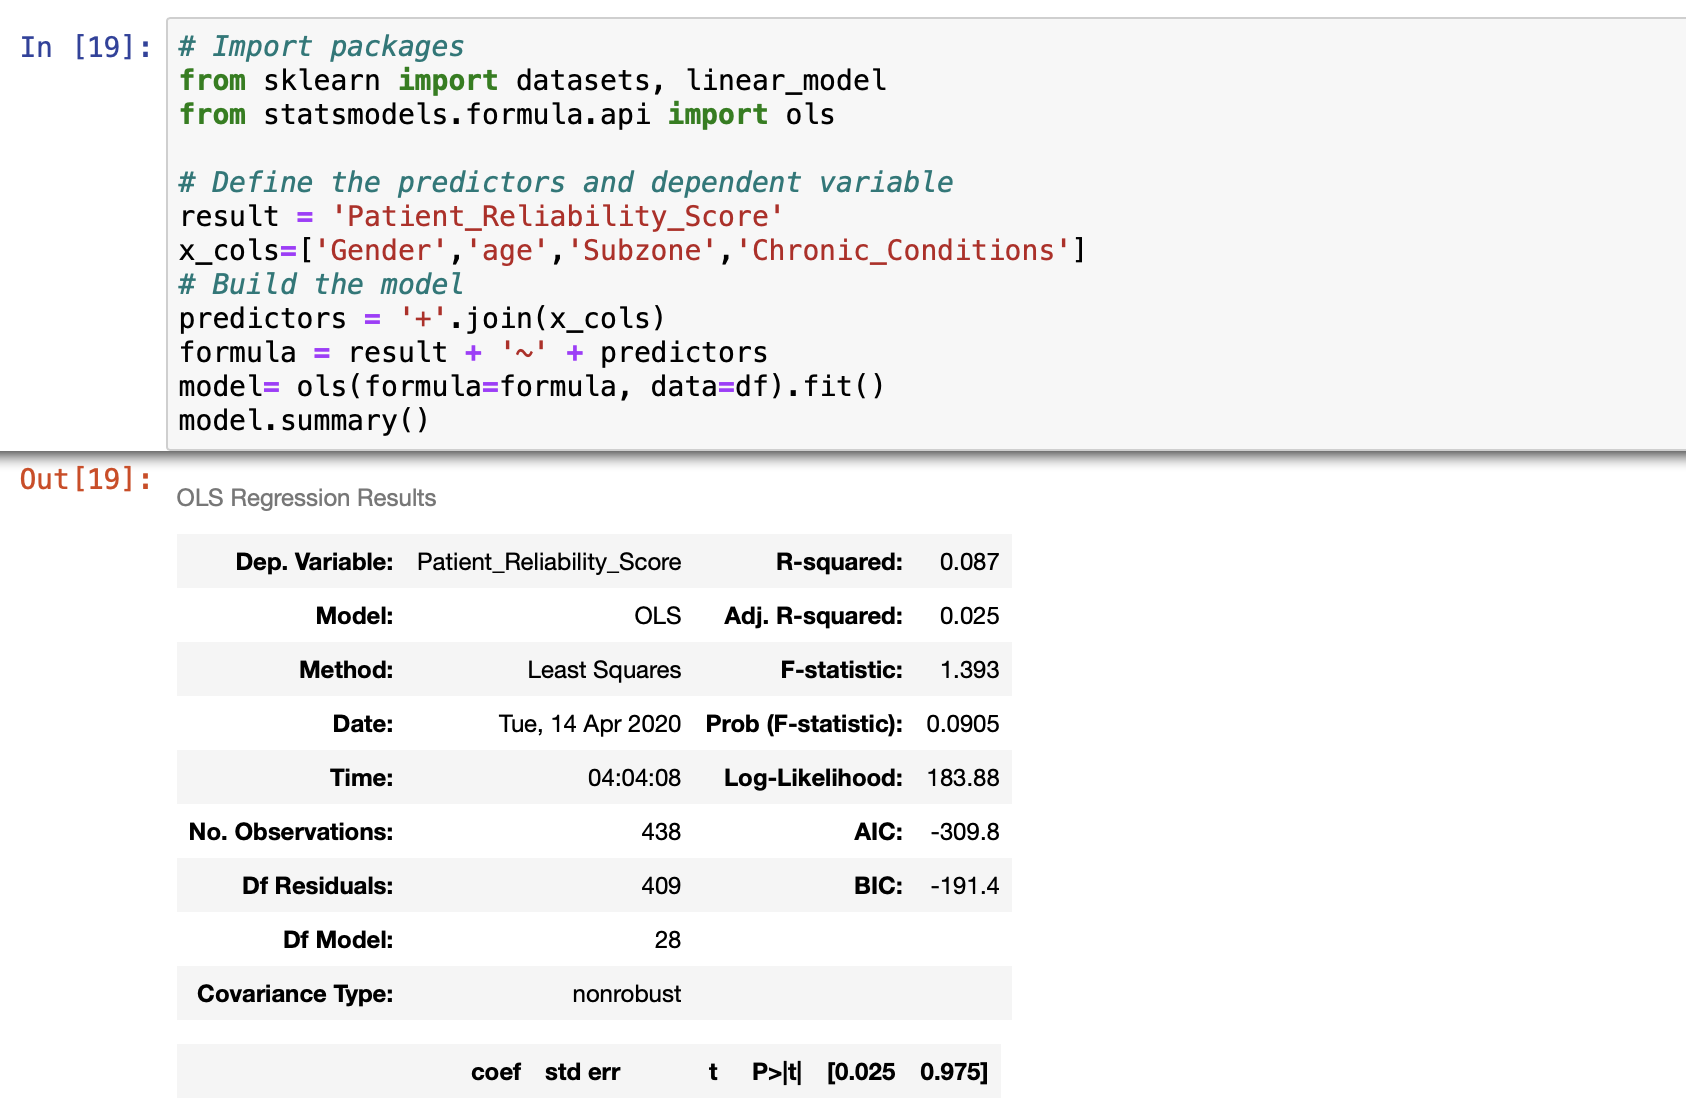 In [19]:
# Import packages
from sklearn import datasets, linear_model
from statsmodels.formula.api import ols
# Define the predictors and dependent variable
result = 'Patient_Reliability_Score'
x_cols=['Gender','age','Subzone','Chronic_Conditions']
# Build the model
predictors = '+'.join(x_cols)
formula = result + '~' + predictors
model= ols(formula=formula, data=df).fit()
model.summary()
Out[19]:
OLS Regression Results
Dep. Variable: Patient_Reliability_Score R-squared: 0.087
Model: OLS Adj. R-squared: 0.025
Method: Least Squares F-statistic: 1.393
Date: Tue, 14 Apr 2020 Prob (F-statistic): 0.0905
Time: 04:04:08 Log-Likelihood: 183.88
No. Observations: 438 AIC: -309.8
Df Residuals: 409 BIC: -191.4
Df Model: 28
Covariance Type: nonrobust
coef std err t P>|t| [0.025 0.975]